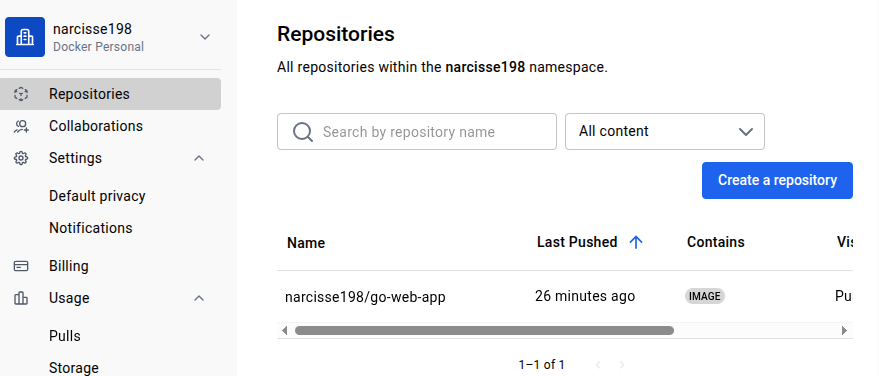 narcisse198
Docker Personal
Repositories
Collaborations
Settings
Default privacy
Notifications
Billing
Usage
Pulls
Storage
Repositories
All repositories within the narcisse198 namespace.
Search by repository name
All content
Create a repository
Name Last Pushed Contains Vis
narcisse198/go-web-app 26 minutes ago IMAGE Pu
1–1 of 1